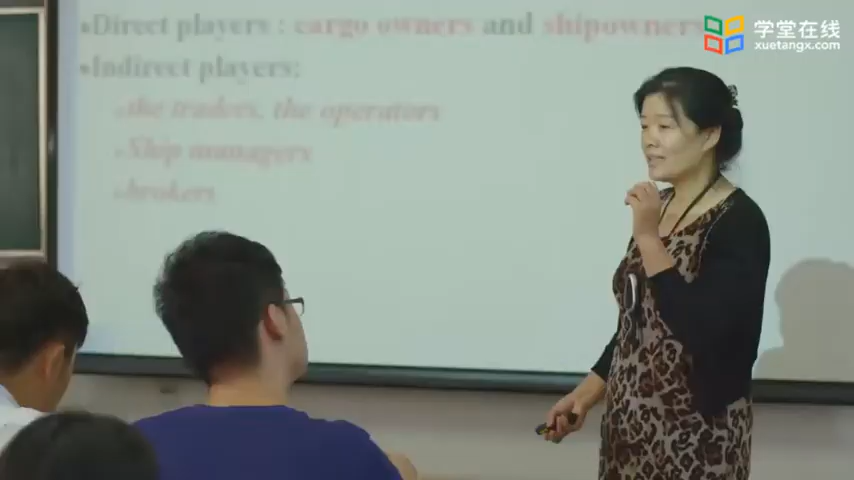 •Direct players : cargo owners and shipowners
•Indirect players:
•the traders, the operators
•Ship managers
•brokers
学堂在线
xuetangx.com